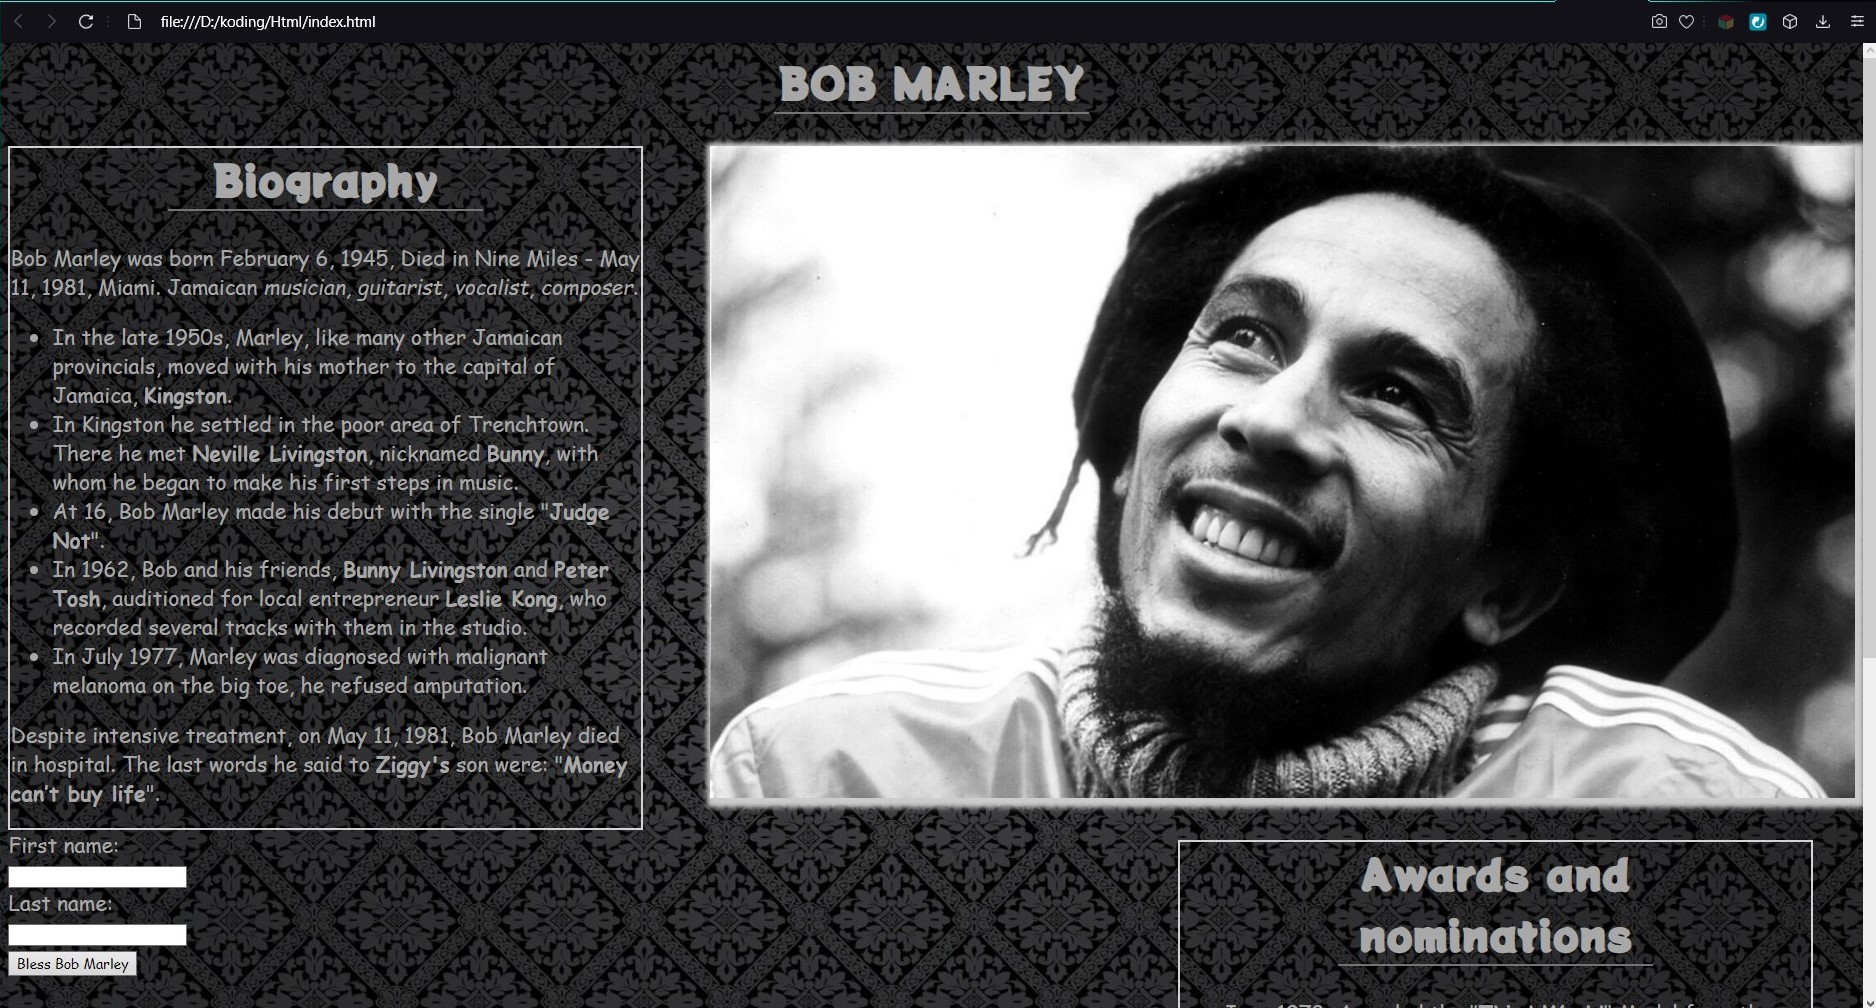 file:///D:/koding/Html/index.html
BOB MARLEY
Biography
Bob Marley was born February 6, 1945, Died in Nine Miles - May
11, 1981, Miami. Jamaican musician, guitarist, vocalist, composer.
• In the late 1950s, Marley, like many other Jamaican
provincials, moved with his mother to the capital of
Jamaica, Kingston.
• In Kingston he settled in the poor area of Trenchtown.
There he met Neville Livingston, nicknamed Bunny, with
whom he began to make his first steps in music.
• At 16, Bob Marley made his debut with the single "Judge
Not".
• In 1962, Bob and his friends, Bunny Livingston and Peter
Tosh, auditioned for local entrepreneur Leslie Kong, who
recorded several tracks with them in the studio.
• In July 1977, Marley was diagnosed with malignant
melanoma on the big toe, he refused amputation.
Despite intensive treatment, on May 11, 1981, Bob Marley died
in hospital. The last words he said to Ziggy's son were: "Money
can't buy life".
First name:
Last name:
Bless Bob Marley
Awards and
nominations